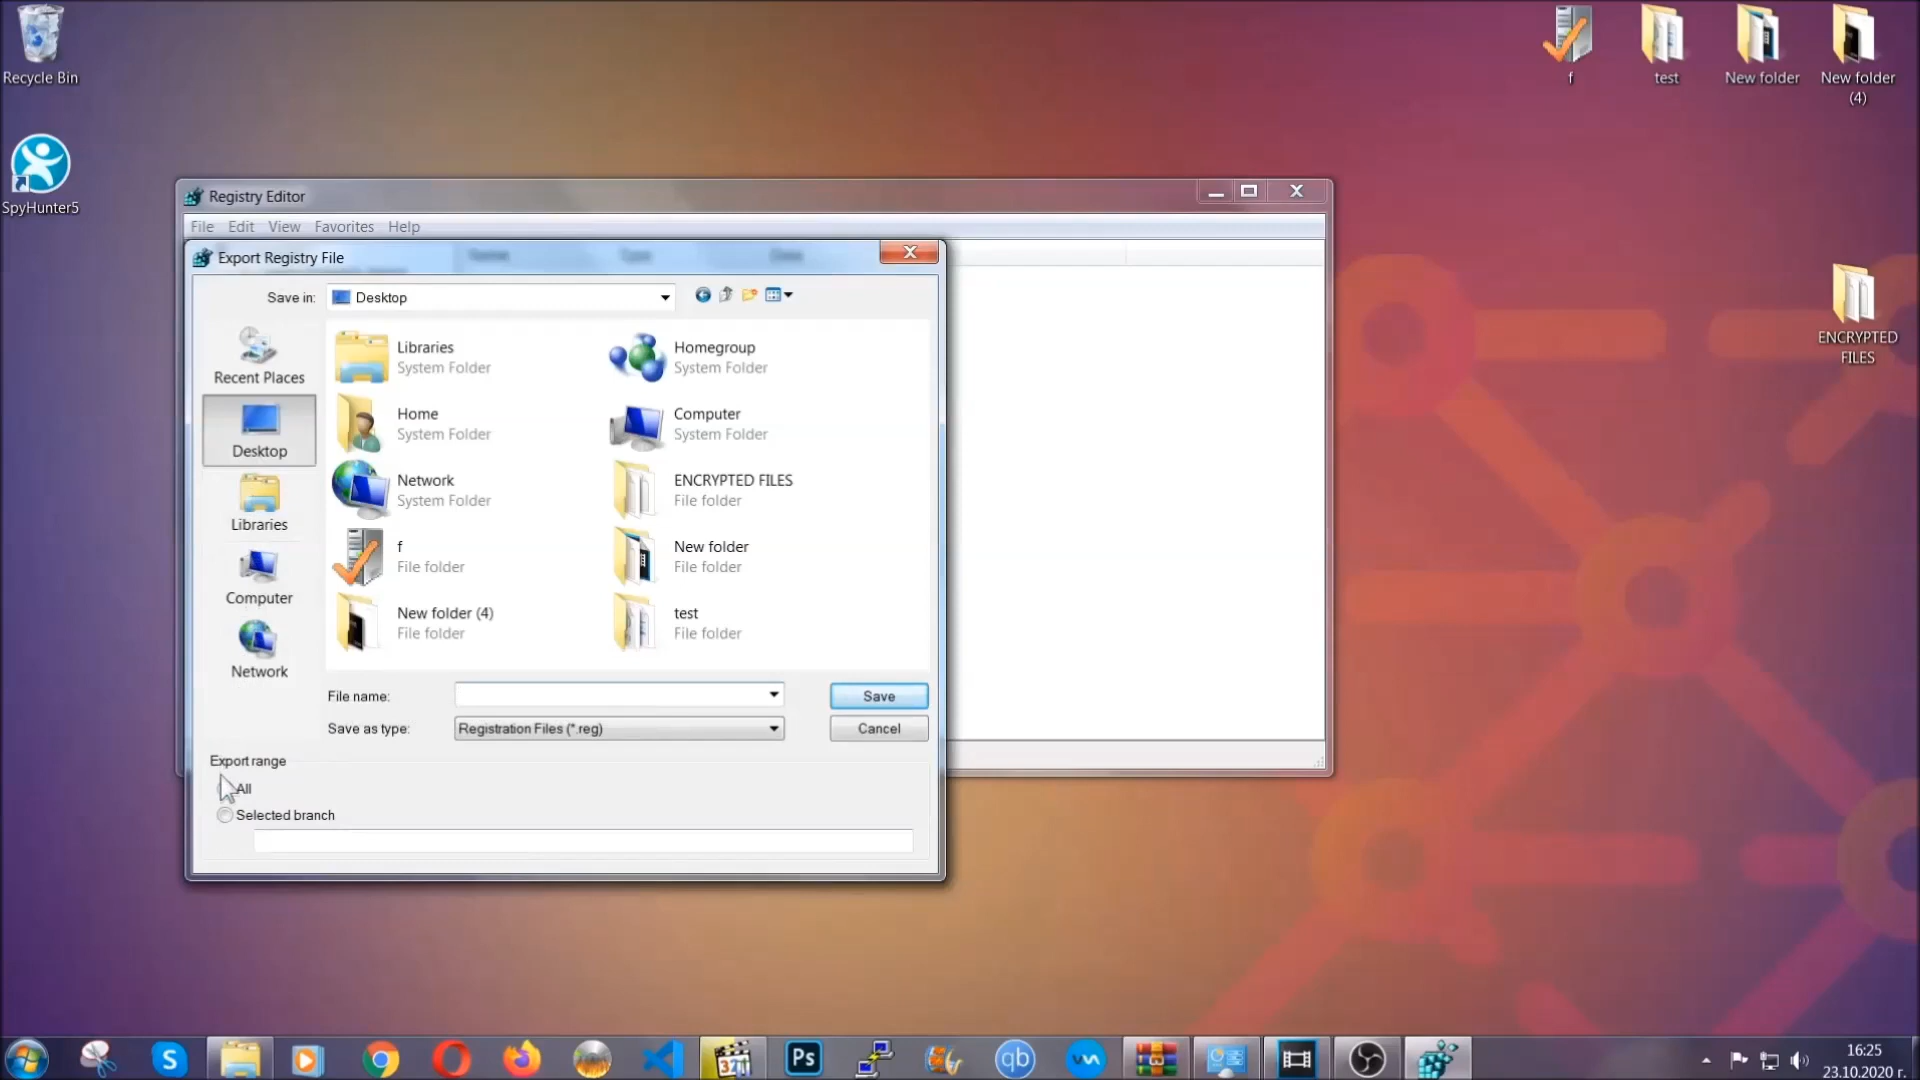 Recycle Bin
SpyHunter5
f
test
New folder
New folder
(4)
ENCRYPTED
FILES
Registry Editor
File Edit View Favorites Help
Export Registry File
Save in:
Desktop
Recent Places
Desktop
Libraries
Computer
Network
Libraries
System Folder
Homegroup
System Folder
Home
System Folder
Computer
System Folder
Network
System Folder
ENCRYPTED FILES
File folder
f
File folder
New folder
File folder
New folder (4)
File folder
test
File folder
File name:
Save
Save as type:
Registration Files (*.reg)
Cancel
Export range
All
Selected branch
S
321
Ps
qb
16:25
23.10.2020 г.